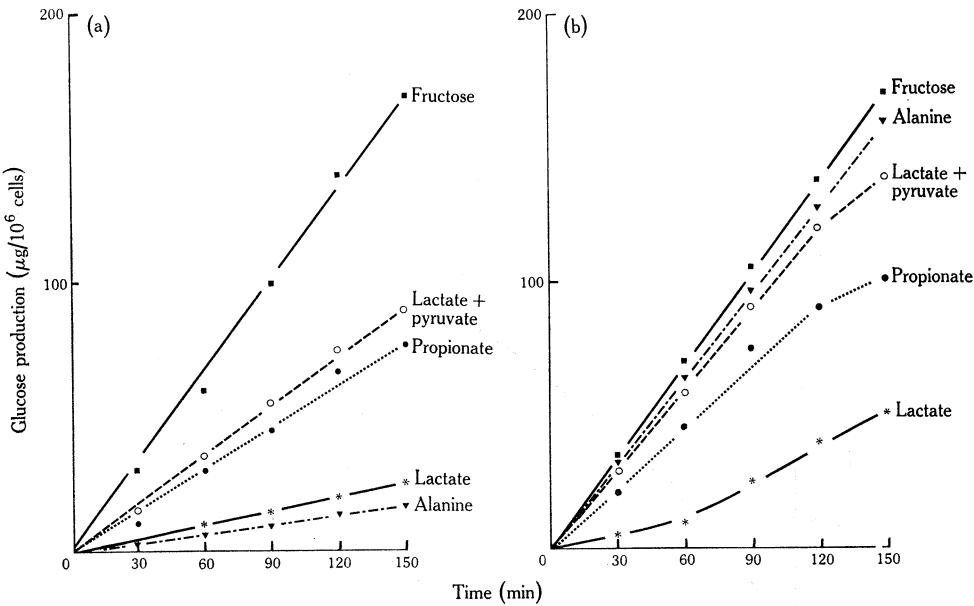 200
(a)
Fructose
100
Lactate +
pyruvate
Propionate
Lactate
Alanine
0
30
60
90
120
150
Glucose production (μg/10⁶ cells)
200
(b)
Fructose
Alanine
Lactate +
pyruvate
100
Propionate
Lactate
0
30
60
90
120
150
Time (min)